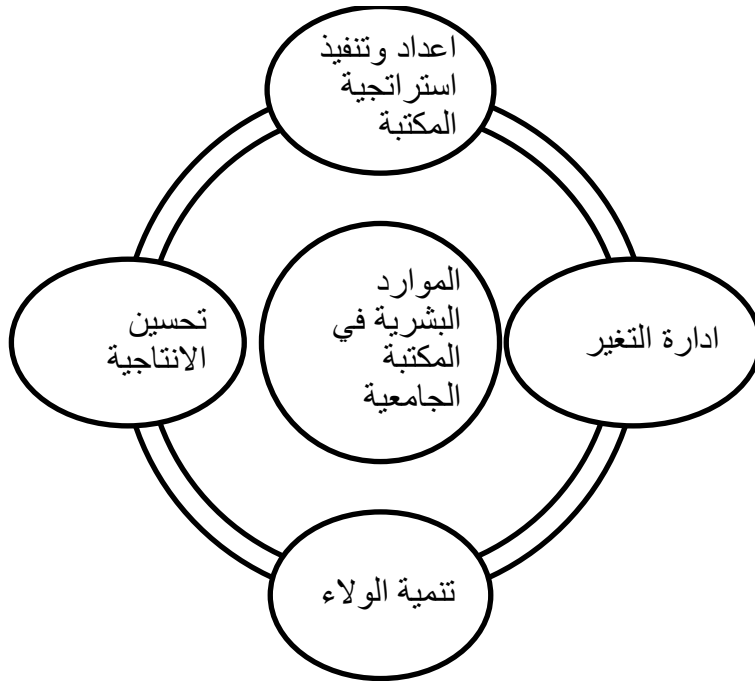 اعداد وتنفيذ
استراتجية
المكتبة
ادارة التغير
الموارد
البشرية في
المكتبة
الجامعية
تحسين
الانتاجية
تنمية الولاء